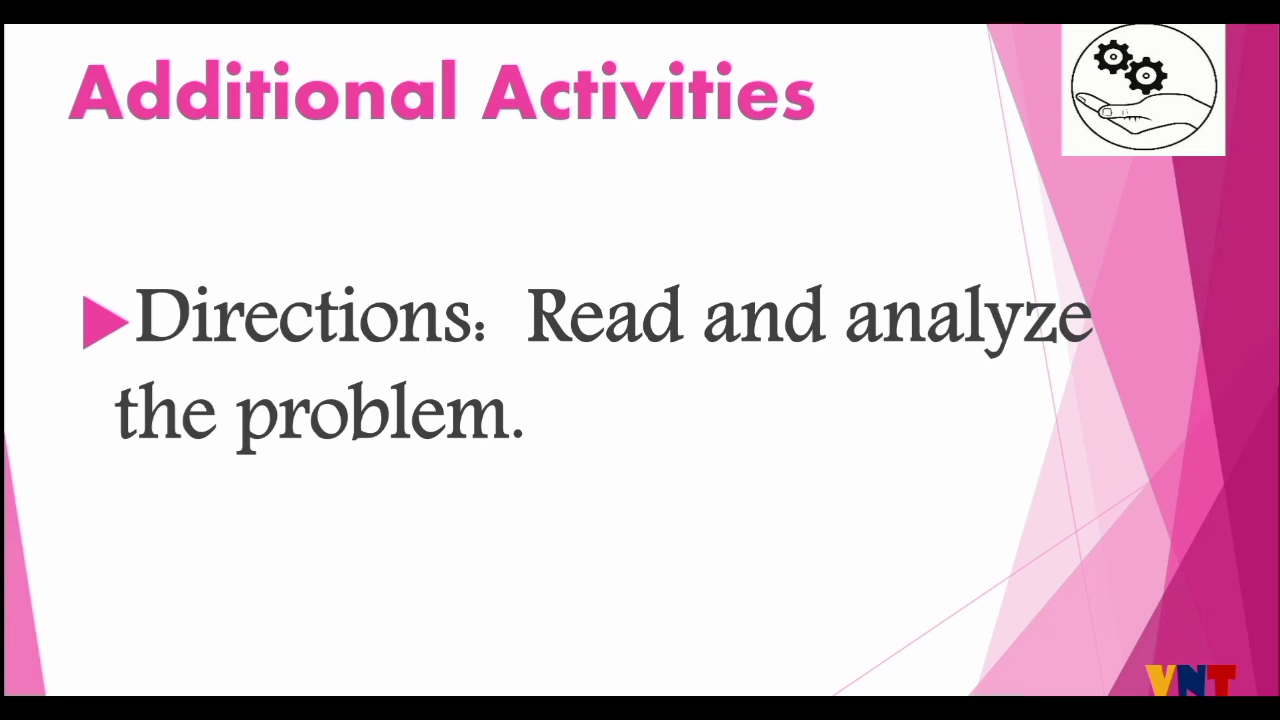 Additional Activities
Directions: Read and analyze
the problem.
VNT